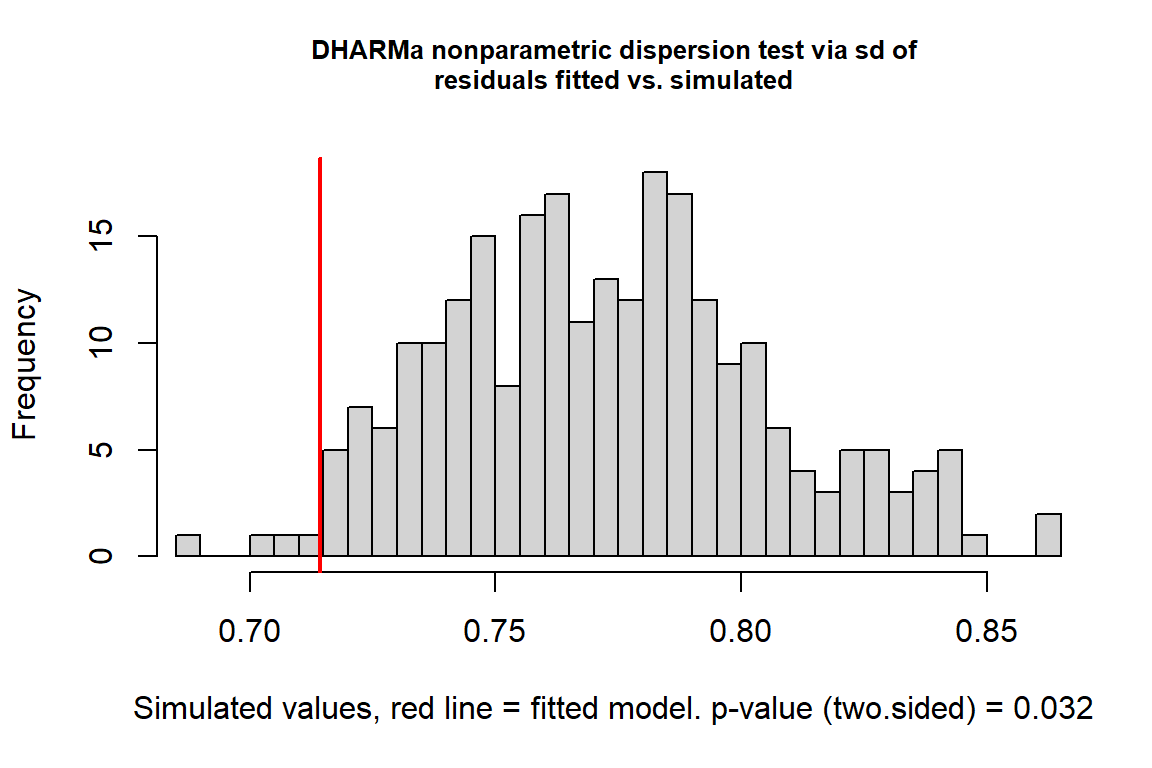 DHARMa nonparametric dispersion test via sd of
residuals fitted vs. simulated
Frequency
15
10
5
0
0.70 0.75 0.80 0.85
Simulated values, red line = fitted model. p-value (two.sided) = 0.032